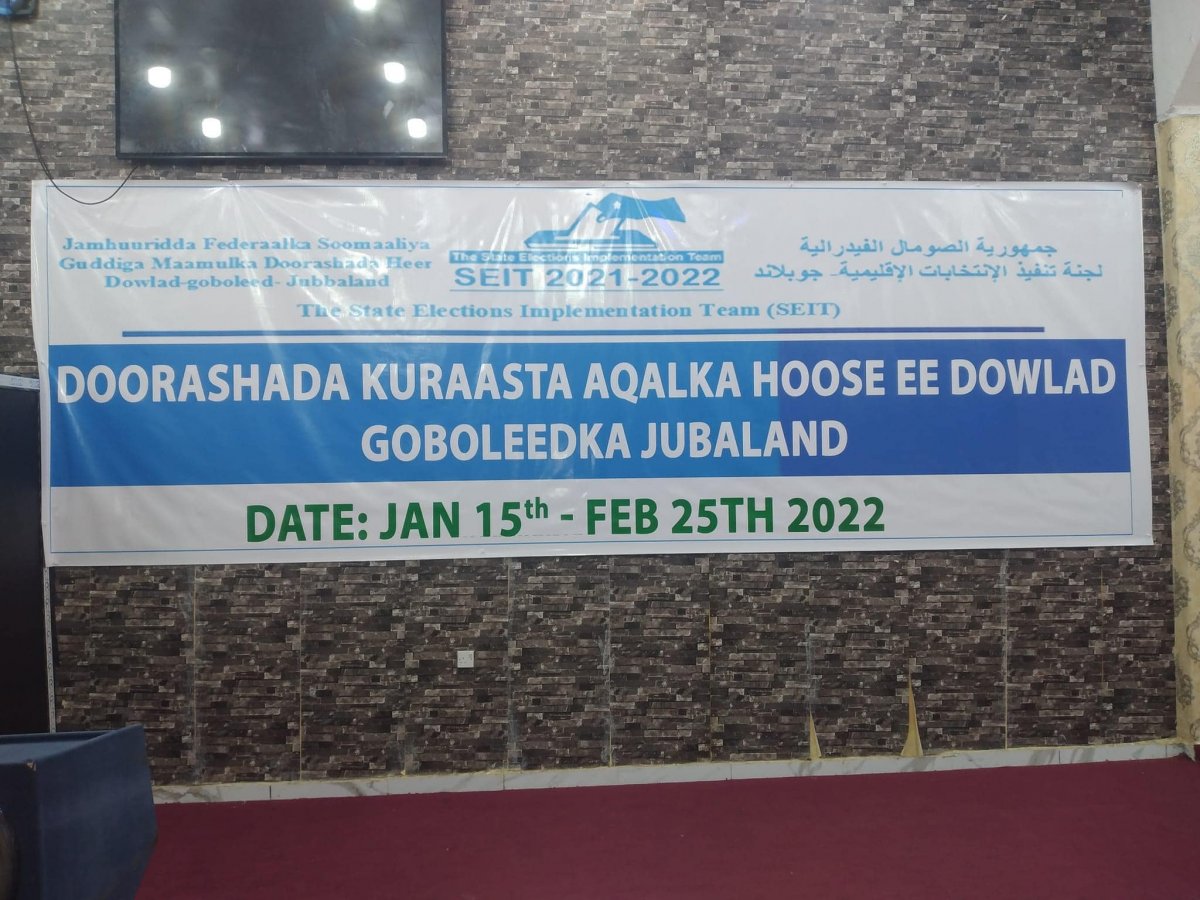 Jamhuuridda Federaalka Soomaaliya
Guddiga Maamulka Doorashada Heer
Dowlad-goboleed- Jubbaland
The State Elections Implementation Team
SEIT 2021-2022
جمهورية الصومال الفيدرالية
لجنة تنفيذ الإنتخابات الإقليمية- جوبلاند
The State Elections Implementation Team (SEIT)
DOORASHADA KURAASTA AQALKA HOOSE EE DOWLAD
GOBOLEEDKA JUBALAND
DATE: JAN 15th - FEB 25TH 2022